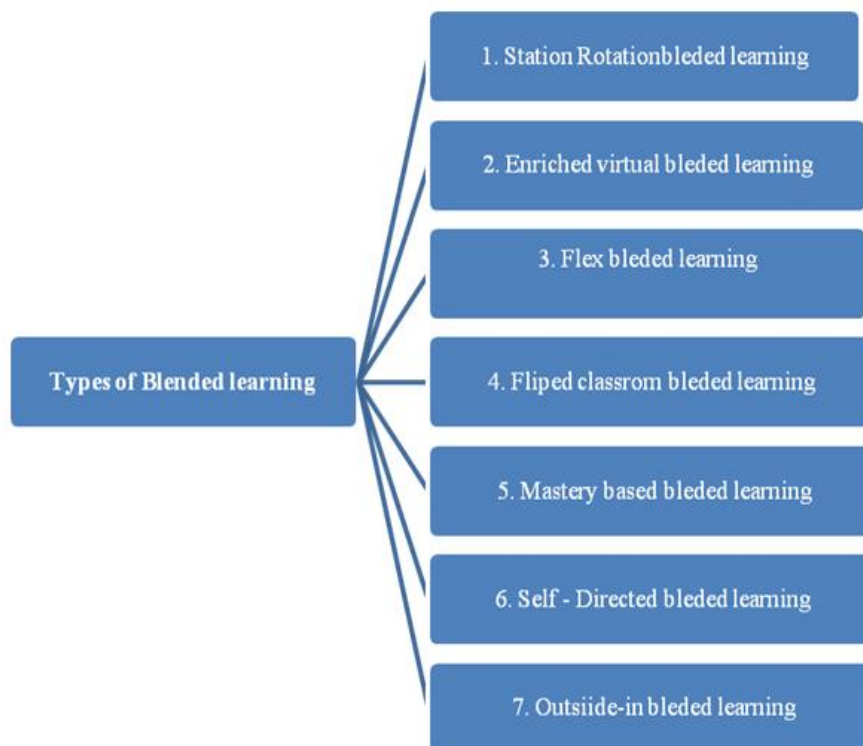 1. Station Rotationbleded learning
2. Enriched virtual bleded learning
3. Flex bleded learning
Types of Blended learning
4. Fliped classrom bleded learning
5. Mastery based bleded learning
6. Self - Directed bleded learning
7. Outsiide-in bleded learning